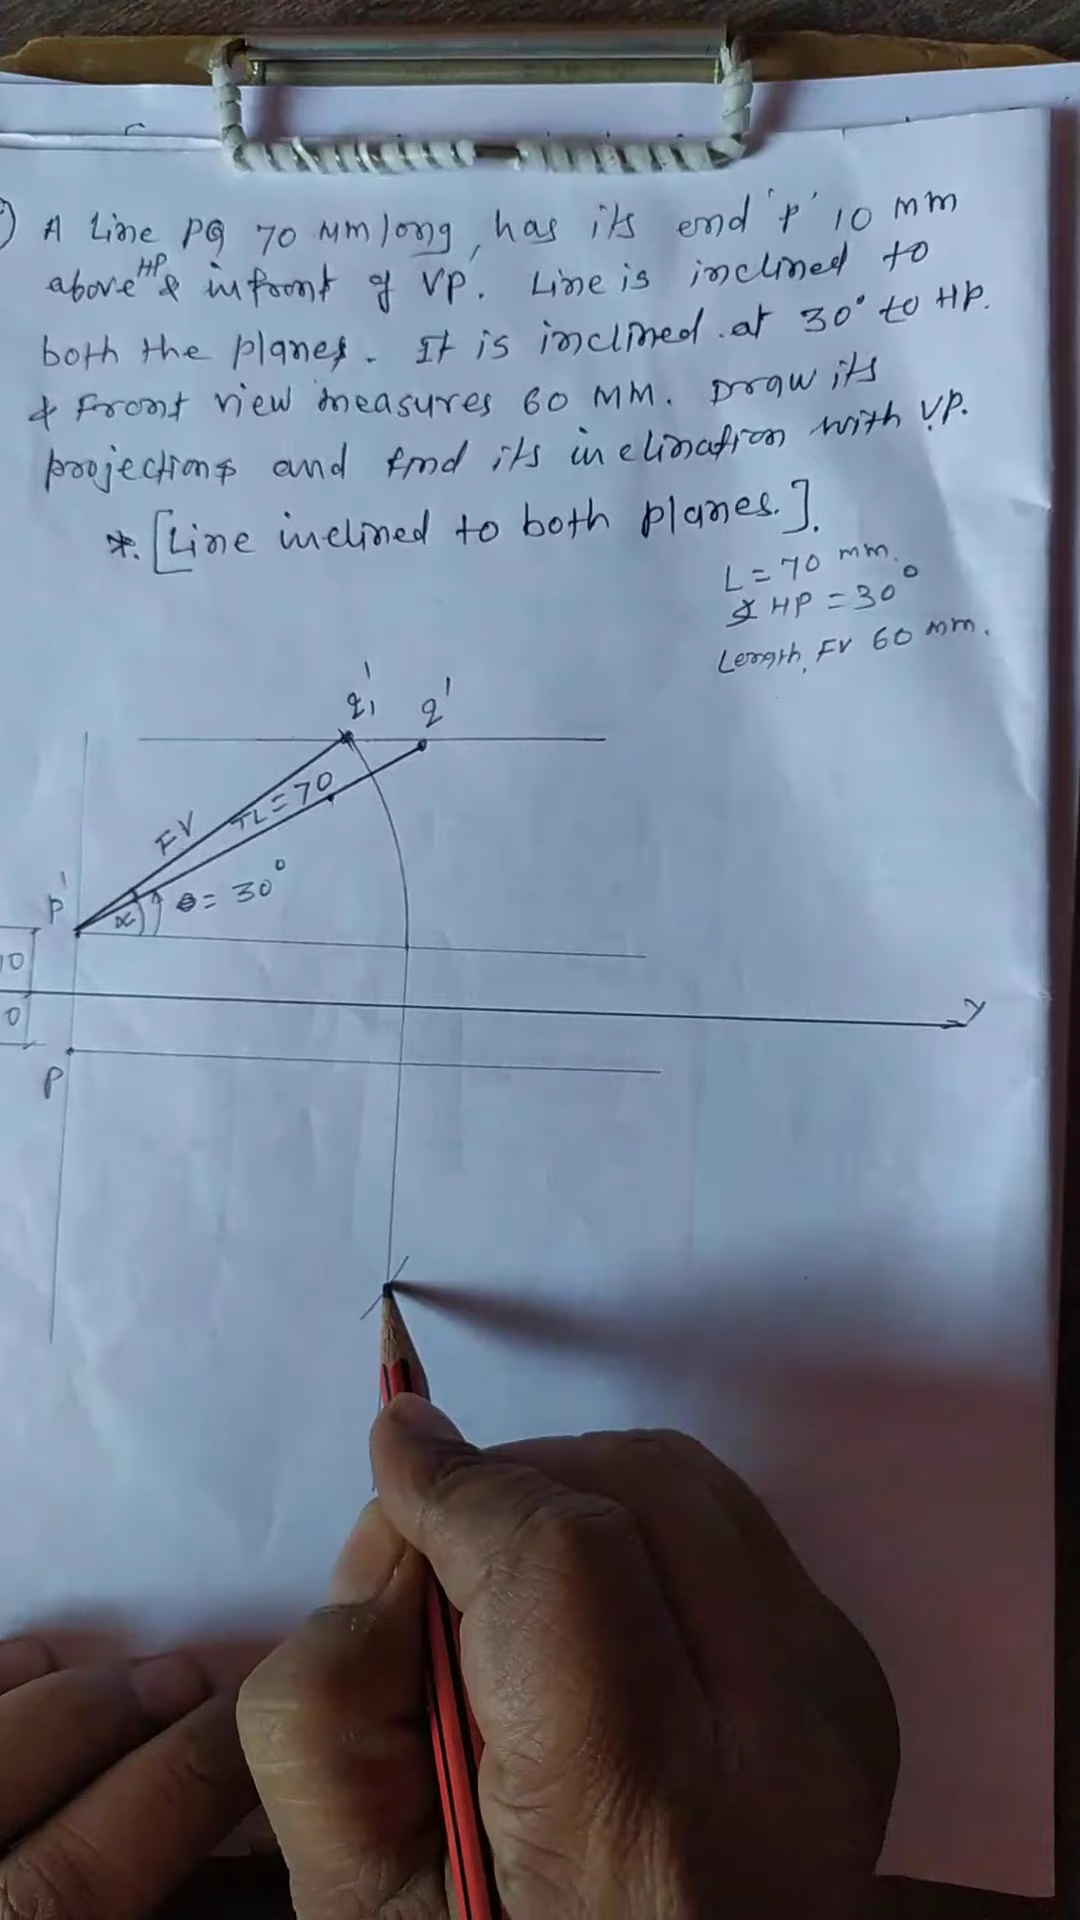 A Line PQ 70 MM long, has its end 'P' 10 mm
above HP & infront of VP. Line is inclined to
both the planes. It is inclined at 30° to HP.
& Front view measures 60 MM. Draw its
projections and find its inclination with VP.
*. [Line inclined to both planes.].
L = 70 mm.
∡ HP = 30°
Length, FV 60 mm.
q₁' q'
FV
TL = 70
p'
α θ = 30°
10
0
y
P